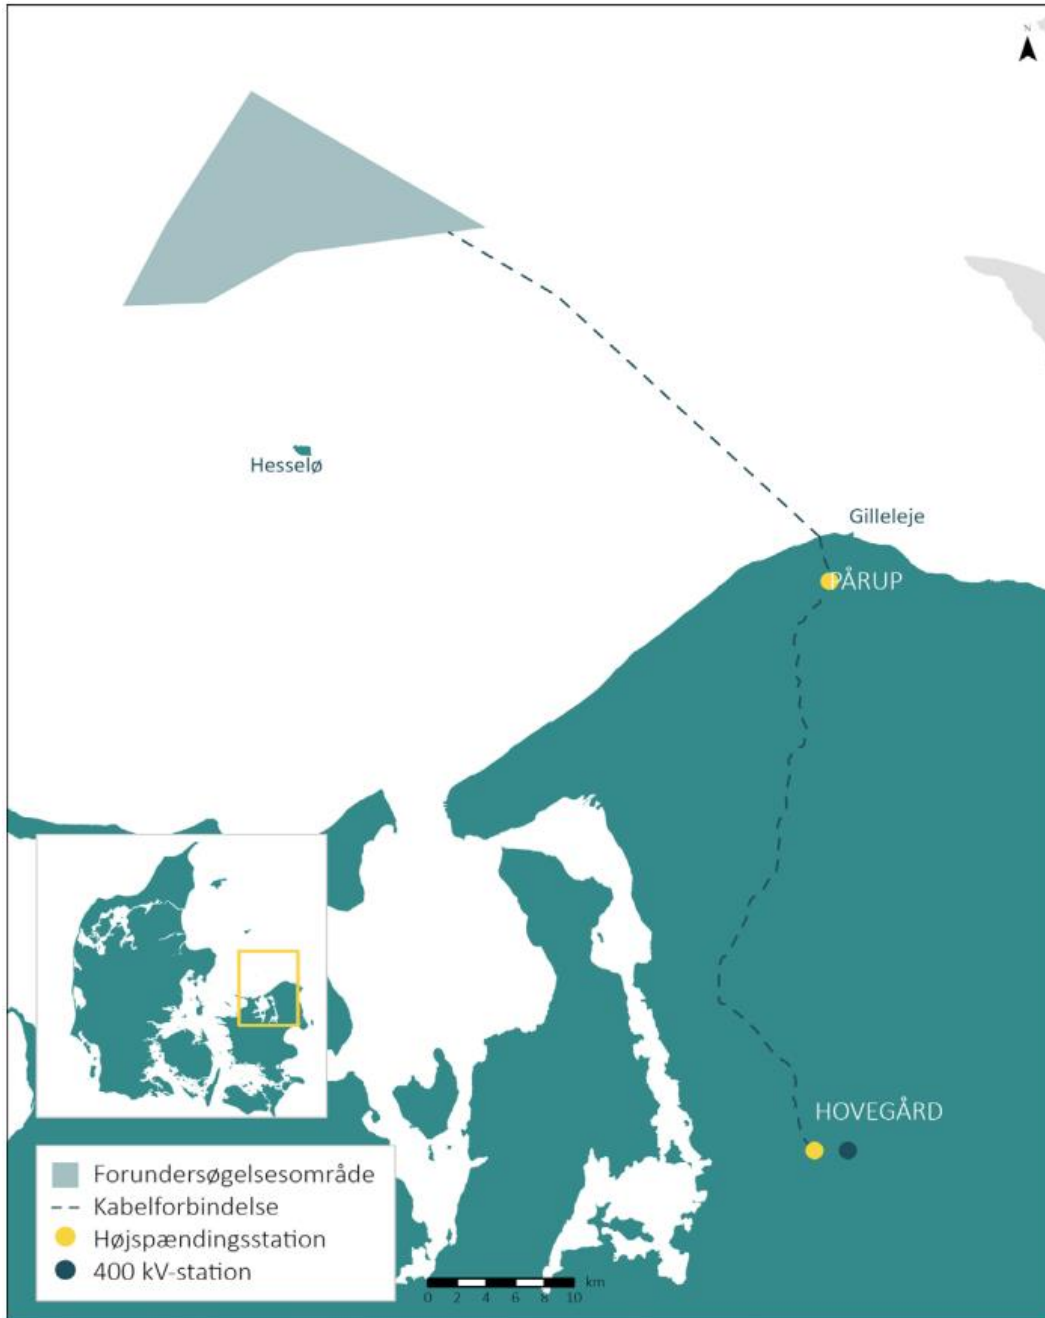 N
Hesselø
Gilleleje
PÅRUP
HOVEGÅRD
Forundersøgelsesområde
Kabelforbindelse
Højspændingsstation
400 kV-station
km
0 2 4 6 8 10